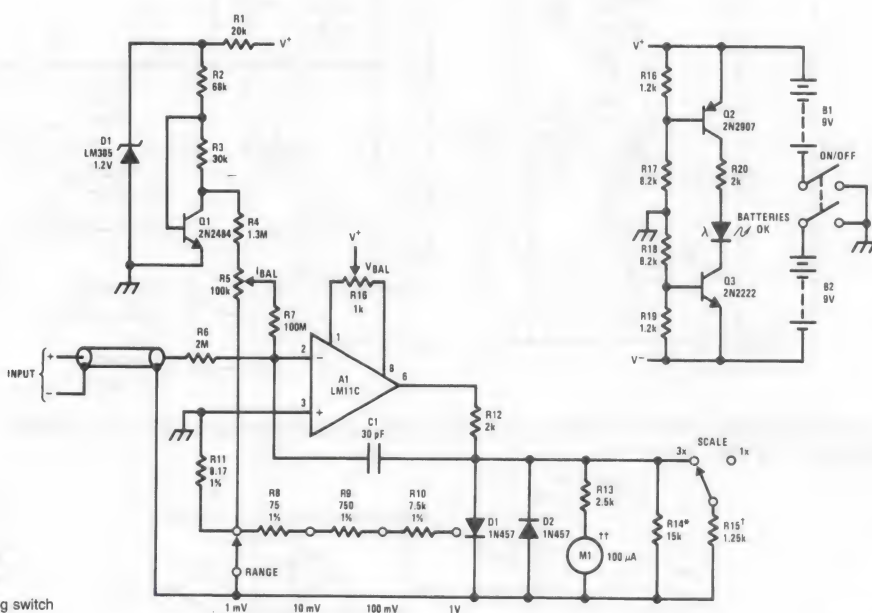 R1
20k
V+
R2
68k
D1
LM385
1.2V
R3
30k
Q1
2N2484
R4
1.3M
R5
100k
IBAL
V+
VBAL
R16
1k
R7
100M
R6
2M
INPUT
+
−
2
−
3
+
1
8
6
A1
LM11C
R12
2k
C1
30 pF
R11
8.17
1%
R8
75
1%
R9
750
1%
R10
7.5k
1%
RANGE
D1
1N457
D2
1N457
R13
2.5k
††
M1
100 µA
R14*
15k
SCALE
3x
1x
R15†
1.25k
g switch
1 mV
10 mV
100 mV
1V
V+
R16
1.2k
Q2
2N2907
R17
8.2k
R20
2k
λ
BATTERIES
OK
R18
8.2k
Q3
2N2222
R19
1.2k
V−
B1
9V
ON/OFF
B2
9V